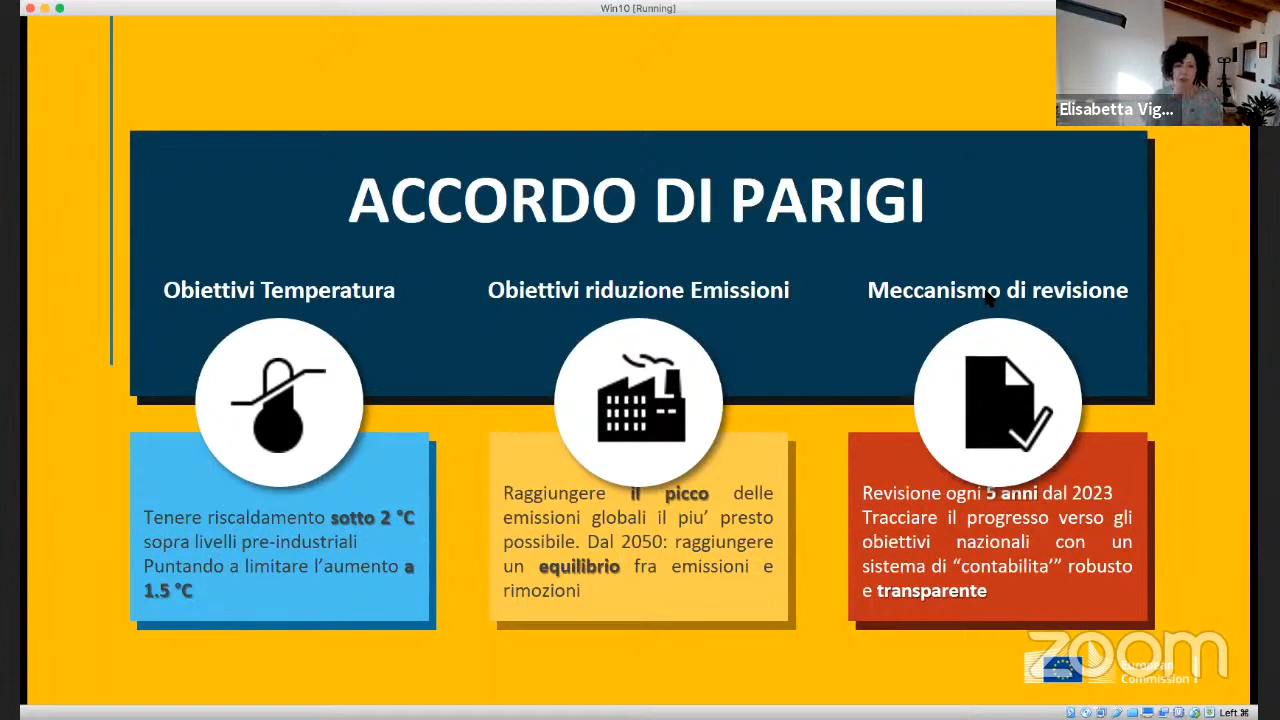 Win10 [Running]
Elisabetta Vig...
ACCORDO DI PARIGI
Obiettivi Temperatura
Obiettivi riduzione Emissioni
Meccanismo di revisione
Tenere riscaldamento sotto 2 °C
sopra livelli pre-industriali
Puntando a limitare l’aumento a
1.5 °C
Raggiungere il picco delle
emissioni globali il piu’ presto
possibile. Dal 2050: raggiungere
un equilibrio fra emissioni e
rimozioni
Revisione ogni 5 anni dal 2023
Tracciare il progresso verso gli
obiettivi nazionali con un
sistema di “contabilita’” robusto
e transparente
zoom
European
Commission
Left ⌘